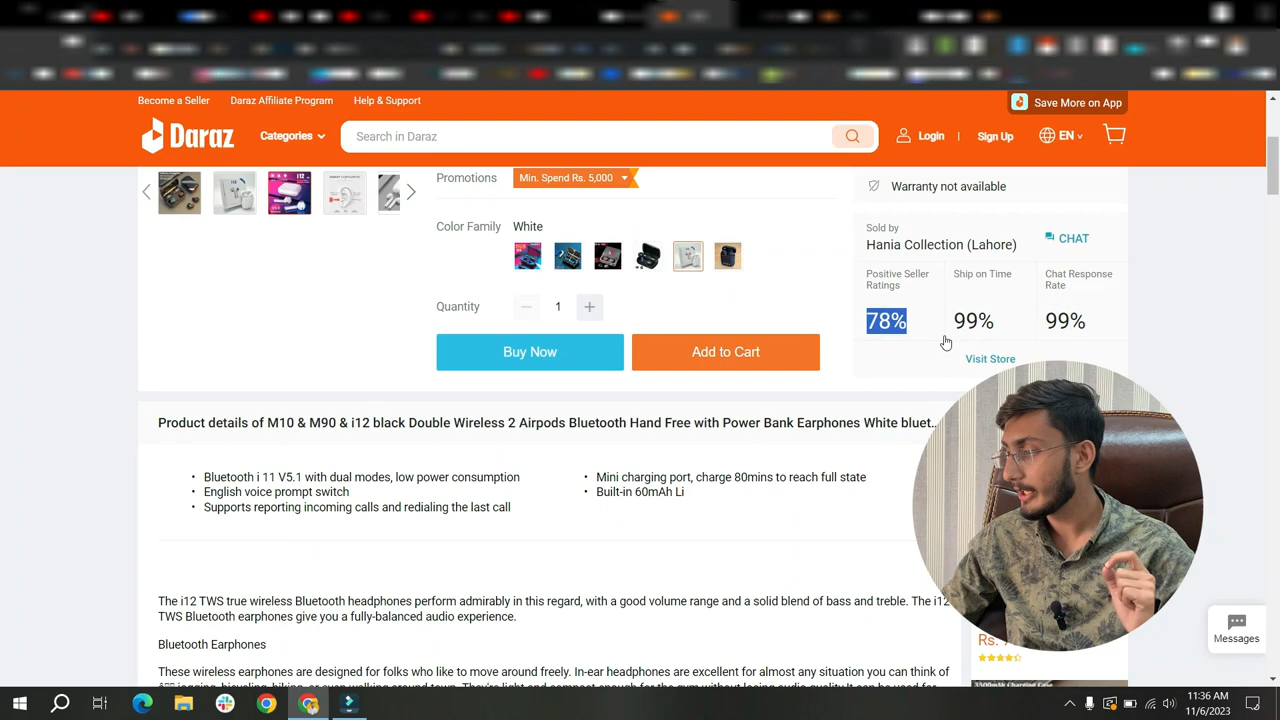 Become a Seller Daraz Affiliate Program Help & Support Save More on App
Daraz Categories Search in Daraz Login | Sign Up EN
Promotions Min. Spend Rs. 5,000 Warranty not available
Color Family White Sold by
Hania Collection (Lahore) CHAT
Positive Seller Ratings Ship on Time Chat Response Rate
Quantity 1 78% 99% 99%
Buy Now Add to Cart Visit Store
Product details of M10 & M90 & i12 black Double Wireless 2 Airpods Bluetooth Hand Free with Power Bank Earphones White bluet...
• Bluetooth i 11 V5.1 with dual modes, low power consumption • Mini charging port, charge 80mins to reach full state
• English voice prompt switch • Built-in 60mAh Li
• Supports reporting incoming calls and redialing the last call
The i12 TWS true wireless Bluetooth headphones perform admirably in this regard, with a good volume range and a solid blend of bass and treble. The i12
TWS Bluetooth earphones give you a fully-balanced audio experience.
Bluetooth Earphones
These wireless earphones are designed for folks who like to move around freely. In-ear headphones are excellent for almost any situation you can think of
Rs.
Messages
11:36 AM
11/6/2023